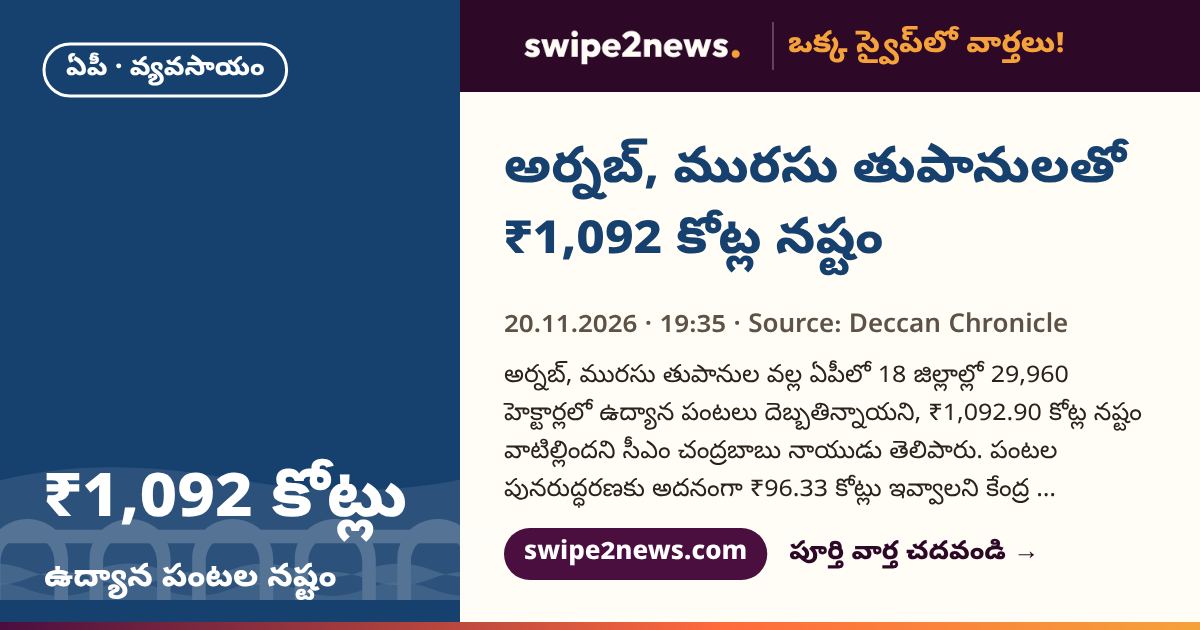 ఏపీ · వ్యవసాయం
₹1,092 కోట్లు
ఉద్యాన పంటల నష్టం
swipe2news.
ఒక్క స్వైప్‌లో వార్తలు!
అర్నబ్, మురసు తుపానులతో
₹1,092 కోట్ల నష్టం
20.11.2026 · 19:35 · Source: Deccan Chronicle
అర్నబ్, మురసు తుపానుల వల్ల ఏపీలో 18 జిల్లాల్లో 29,960
హెక్టార్లలో ఉద్యాన పంటలు దెబ్బతిన్నాయని, ₹1,092.90 కోట్ల నష్టం
వాటిల్లిందని సీఎం చంద్రబాబు నాయుడు తెలిపారు. పంటల
పునరుద్ధరణకు అదనంగా ₹96.33 కోట్లు ఇవ్వాలని కేంద్ర ...
swipe2news.com
పూర్తి వార్త చదవండి →